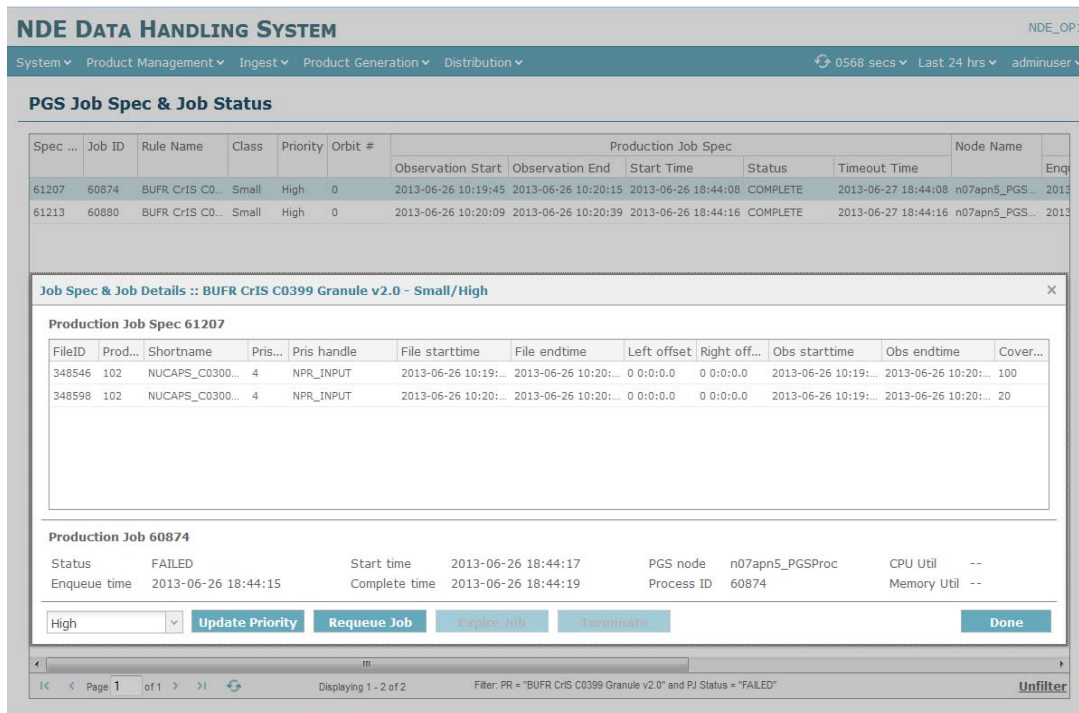 NDE DATA HANDLING SYSTEM
NDE_OP1
System Product Management Ingest Product Generation Distribution 0568 secs Last 24 hrs adminuser
PGS Job Spec & Job Status
Spec ... Job ID Rule Name Class Priority Orbit # Production Job Spec Node Name
Observation Start Observation End Start Time Status Timeout Time Enqu
61207 60874 BUFR CrIS C0... Small High 0 2013-06-26 10:19:45 2013-06-26 10:20:15 2013-06-26 18:44:08 COMPLETE 2013-06-27 18:44:08 n07apn5_PGS... 2013
61213 60880 BUFR CrIS C0... Small High 0 2013-06-26 10:20:09 2013-06-26 10:20:39 2013-06-26 18:44:16 COMPLETE 2013-06-27 18:44:16 n07apn5_PGS... 2013
Job Spec & Job Details :: BUFR CrIS C0399 Granule v2.0 - Small/High
Production Job Spec 61207
FileID Prod... Shortname Pris... Pris handle File starttime File endtime Left offset Right off... Obs starttime Obs endtime Cover...
348546 102 NUCAPS_C0300... 4 NPR_INPUT 2013-06-26 10:19:... 2013-06-26 10:20:... 0 0:0:0.0 0 0:0:0.0 2013-06-26 10:19:... 2013-06-26 10:20:... 100
348598 102 NUCAPS_C0300... 4 NPR_INPUT 2013-06-26 10:20:... 2013-06-26 10:20:... 0 0:0:0.0 0 0:0:0.0 2013-06-26 10:19:... 2013-06-26 10:20:... 20
Production Job 60874
Status FAILED Start time 2013-06-26 18:44:17 PGS node n07apn5_PGSProc CPU Util --
Enqueue time 2013-06-26 18:44:15 Complete time 2013-06-26 18:44:19 Process ID 60874 Memory Util --
High Update Priority Requeue Job Expire Job Terminate Done
Page 1 of 1 Displaying 1 - 2 of 2 Filter: PR = "BUFR CrIS C0399 Granule v2.0" and PJ Status = "FAILED" Unfilter